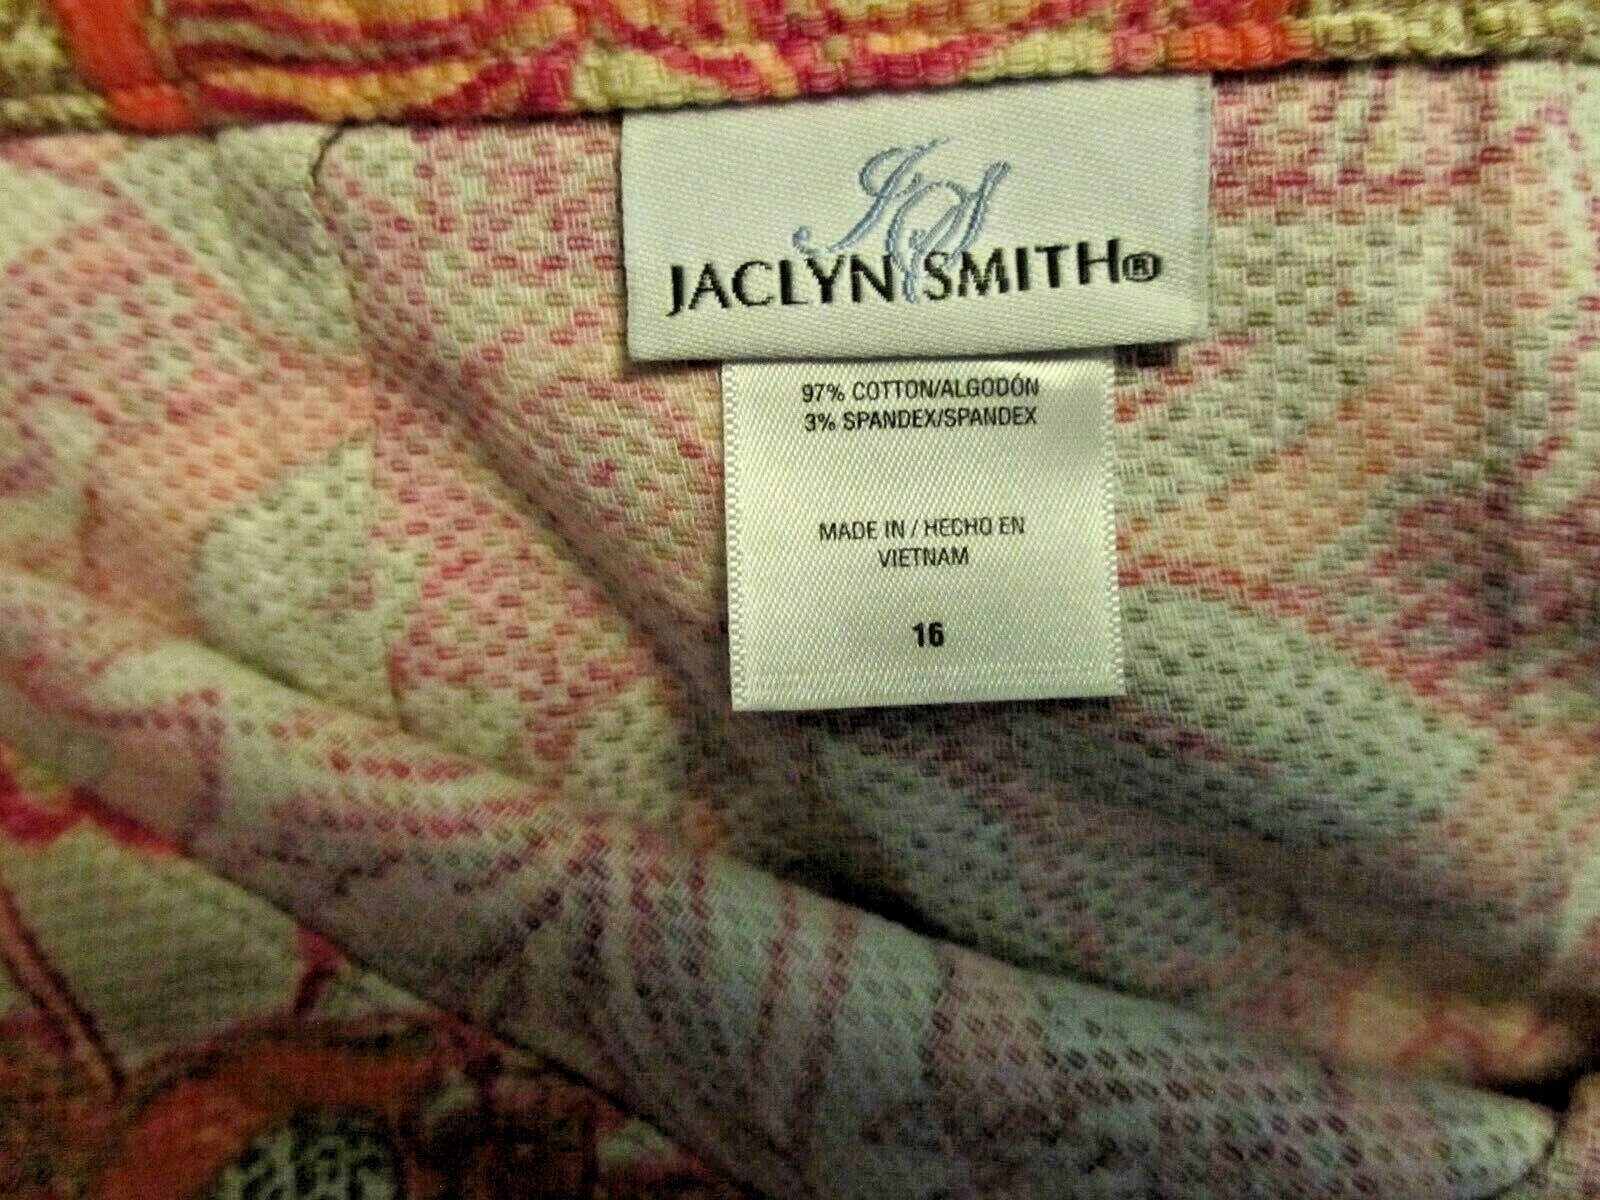 JS
JACLYN SMITH®
97% COTTON/ALGODÓN
3% SPANDEX/SPANDEX
MADE IN / HECHO EN
VIETNAM
16